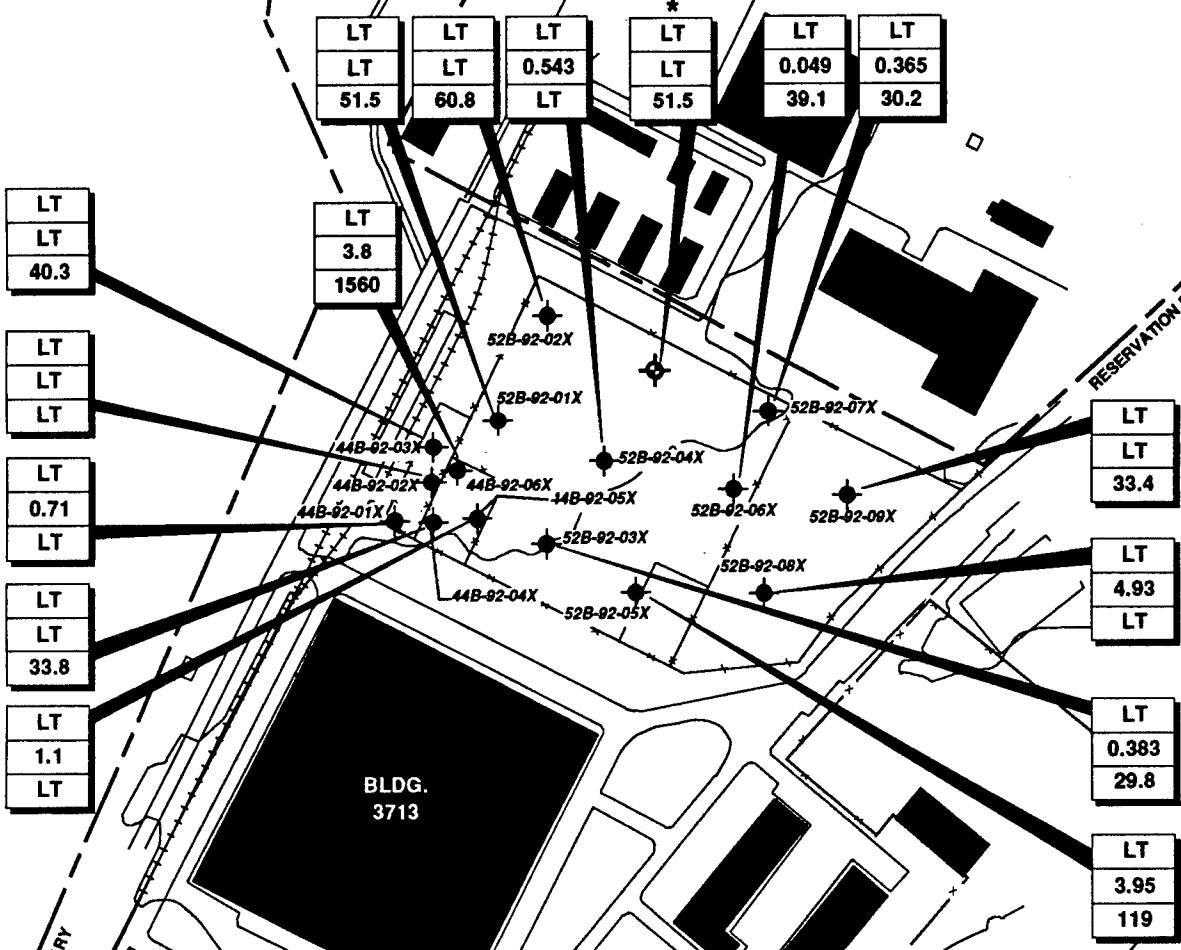 *
LT
LT
51.5
LT
LT
60.8
LT
0.543
LT
LT
LT
51.5
LT
0.049
39.1
LT
0.365
30.2
LT
LT
40.3
LT
3.8
1560
LT
LT
LT
LT
0.71
LT
LT
LT
33.8
LT
1.1
LT
52B-92-02X
52B-92-01X
52B-92-07X
44B-92-03X
52B-92-04X
44B-92-02X
44B-92-06X
44B-92-05X
44B-92-01X
52B-92-06X
52B-92-09X
52B-92-03X
52B-92-08X
44B-92-04X
52B-92-05X
RESERVATION
LT
LT
33.4
LT
4.93
LT
LT
0.383
29.8
LT
3.95
119
BLDG.
3713
RY